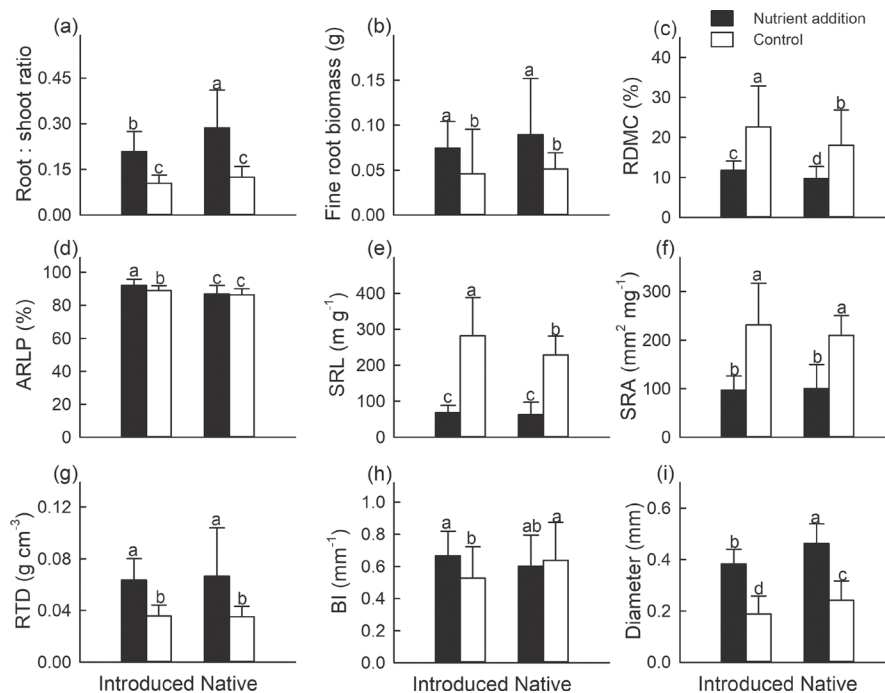 Nutrient addition
Control
(a)
Root : shoot ratio
0.45
0.30
0.15
0.00
b
c
a
c
(b)
Fine root biomass (g)
0.15
0.10
0.05
0.00
a
b
a
b
(c)
RDMC (%)
40
30
20
10
0
c
a
d
b
(d)
ARLP (%)
100
80
60
40
20
0
a
b
c
c
(e)
SRL (m g-1)
400
300
200
100
0
c
a
c
b
(f)
SRA (mm2 mg-1)
300
200
100
0
b
a
b
a
(g)
RTD (g cm-3)
0.12
0.08
0.04
0.00
a
b
a
b
(h)
BI (mm-1)
1.0
0.8
0.6
0.4
0.2
0.0
a
b
ab
a
(i)
Diameter (mm)
0.6
0.4
0.2
0.0
b
d
a
c
Introduced Native
Introduced Native
Introduced Native